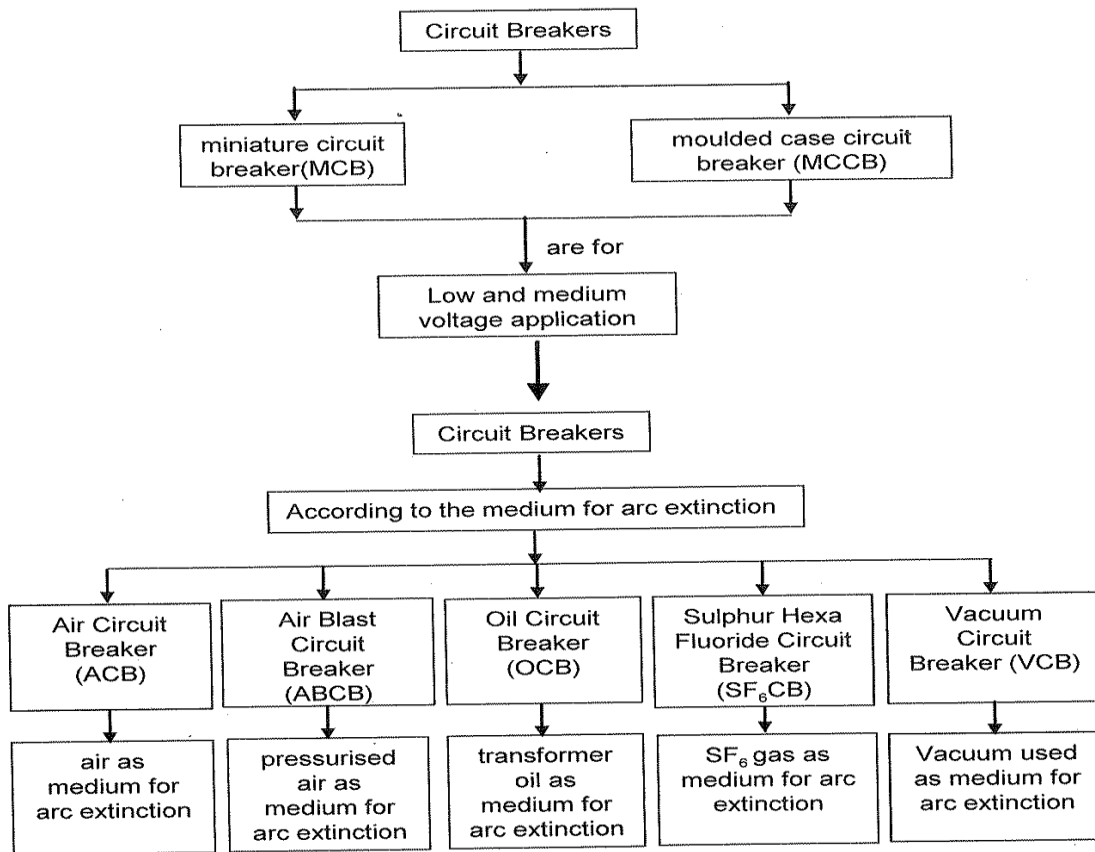 Circuit Breakers
miniature circuit
breaker(MCB)
moulded case circuit
breaker (MCCB)
are for
Low and medium
voltage application
Circuit Breakers
According to the medium for arc extinction
Air Circuit
Breaker
(ACB)
Air Blast
Circuit
Breaker
(ABCB)
Oil Circuit
Breaker
(OCB)
Sulphur Hexa
Fluoride Circuit
Breaker
(SF₆CB)
Vacuum
Circuit
Breaker (VCB)
air as
medium for
arc extinction
pressurised
air as
medium for
arc extinction
transformer
oil as
medium for
arc extinction
SF₆ gas as
medium for arc
extinction
Vacuum used
as medium for
arc extinction